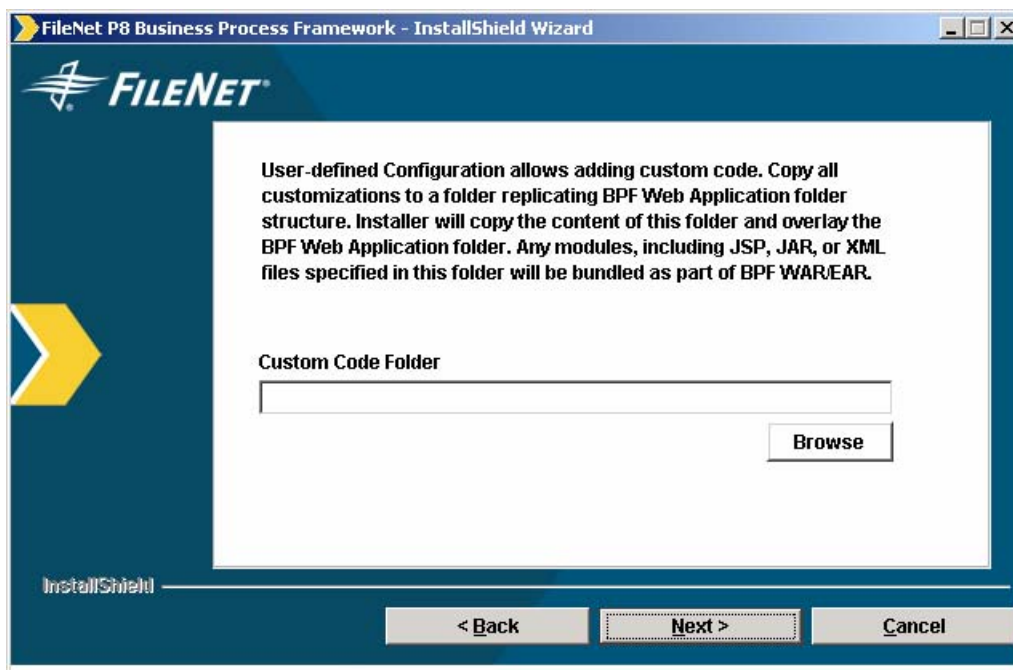 FileNet P8 Business Process Framework - InstallShield Wizard
FILENET®
User-defined Configuration allows adding custom code. Copy all
customizations to a folder replicating BPF Web Application folder
structure. Installer will copy the content of this folder and overlay the
BPF Web Application folder. Any modules, including JSP, JAR, or XML
files specified in this folder will be bundled as part of BPF WAR/EAR.
Custom Code Folder
Browse
InstallShield
< Back
Next >
Cancel